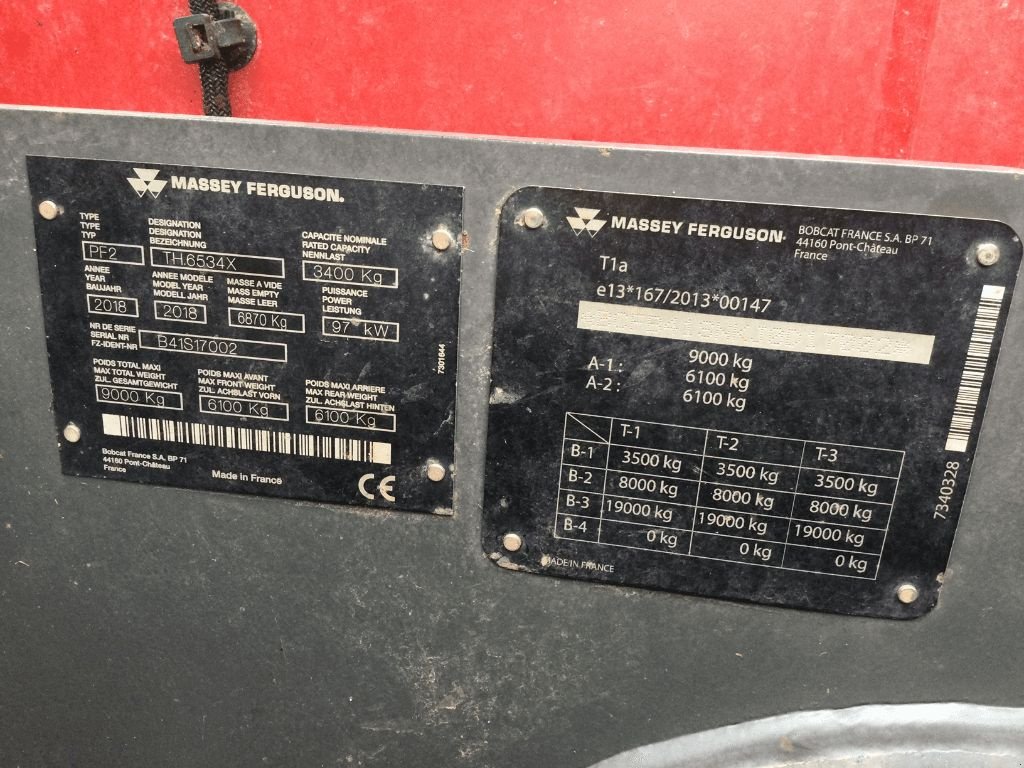 MASSEY FERGUSON®
TYPE
TYPE
TYP
PF2
DESIGNATION
DESIGNATION
BEZEICHNUNG
TH.6534X
CAPACITE NOMINALE
RATED CAPACITY
NENNLAST
3400 Kg
ANNEE
YEAR
BAUJAHR
2018
ANNEE MODELE
MODEL YEAR
MODELL JAHR
2018
MASSE A VIDE
MASS EMPTY
MASSE LEER
6870 Kg
PUISSANCE
POWER
LEISTUNG
97 kW
NR DE SERIE
SERIAL NR
FZ-IDENT-NR
B41S17002
POIDS TOTAL MAXI
MAX TOTAL WEIGHT
ZUL. GESAMTGEWICHT
9000 Kg
POIDS MAXI AVANT
MAX FRONT WEIGHT
ZUL. ACHSLAST VORN
6100 Kg
POIDS MAXI ARRIERE
MAX REAR WEIGHT
ZUL. ACHSLAST HINTEN
6100 Kg
7301644
Bobcat France S.A. BP 71
44160 Pont-Château
France
Made in France
CE
MASSEY FERGUSON®
BOBCAT FRANCE S.A. BP 71
44160 Pont-Château
France
T1a
e13*167/2013*00147
9000 kg
A-1 : 6100 kg
A-2 : 6100 kg
T-1 T-2 T-3
B-1 3500 kg 3500 kg 3500 kg
B-2 8000 kg 8000 kg 8000 kg
B-3 19000 kg 19000 kg 19000 kg
B-4 0 kg 0 kg 0 kg
MADE IN FRANCE
7340328